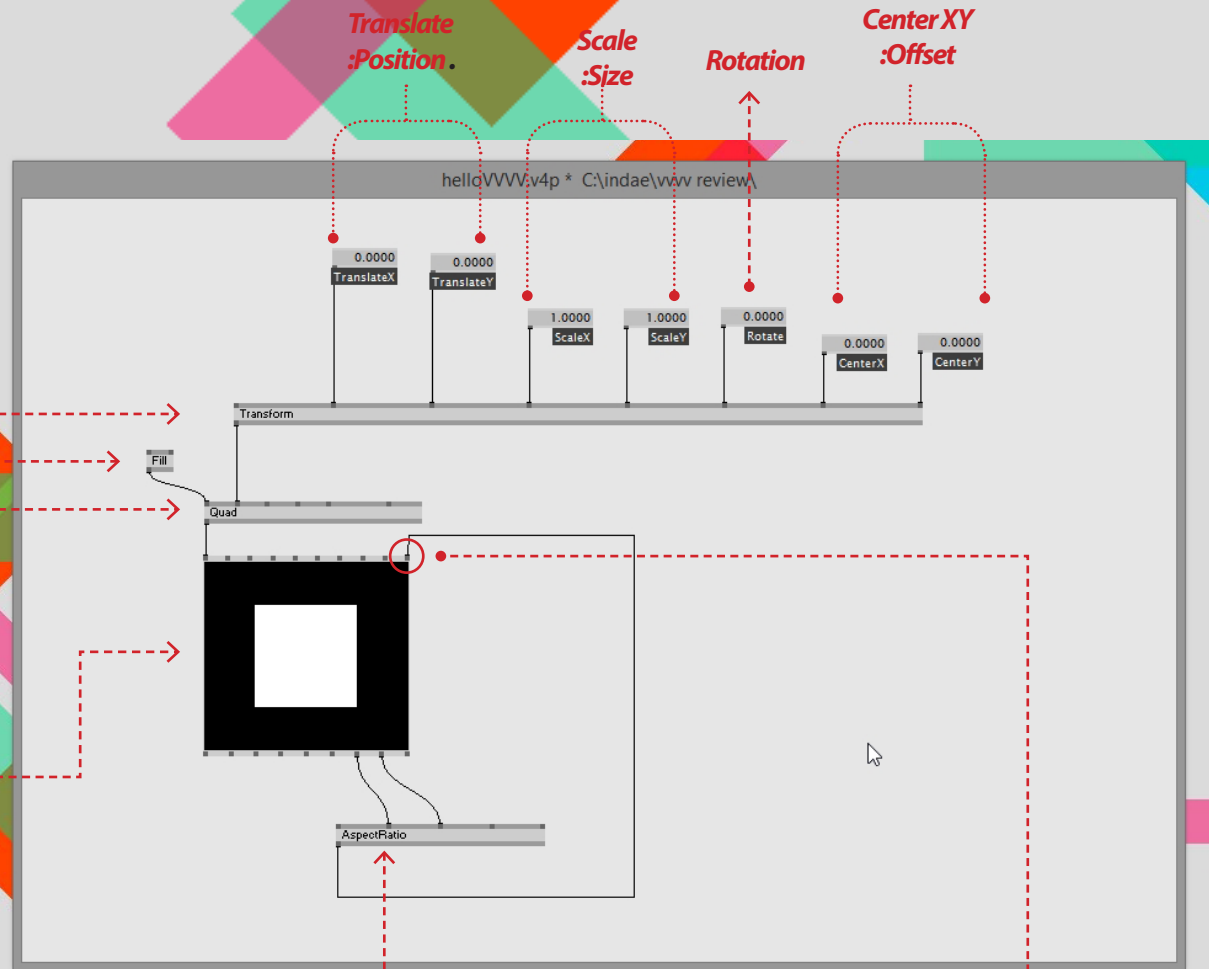 Translate
:Position .
Scale
:Size
Rotation
Center XY
:Offset
helloVVVV.v4p * C:\indae\vvvv review\
0.0000
TranslateX
0.0000
TranslateY
1.0000
ScaleX
1.0000
ScaleY
0.0000
Rotate
0.0000
CenterX
0.0000
CenterY
Transform
Fill
Quad
AspectRatio